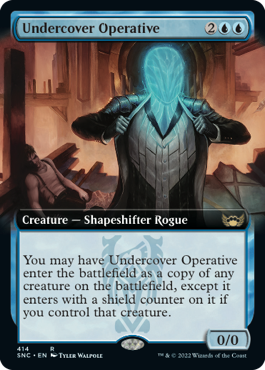 Undercover Operative 2
Creature — Shapeshifter Rogue
You may have Undercover Operative
enter the battlefield as a copy of any
creature on the battlefield, except it
enters with a shield counter on it if
you control that creature.
0/0
414 R
SNC • EN TYLER WALPOLE
™ & © 2022 Wizards of the Coast